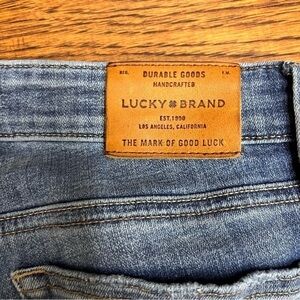 REG. DURABLE GOODS T.M.
HANDCRAFTED
LUCKY BRAND
EST. 1990
LOS ANGELES, CALIFORNIA
THE MARK OF GOOD LUCK